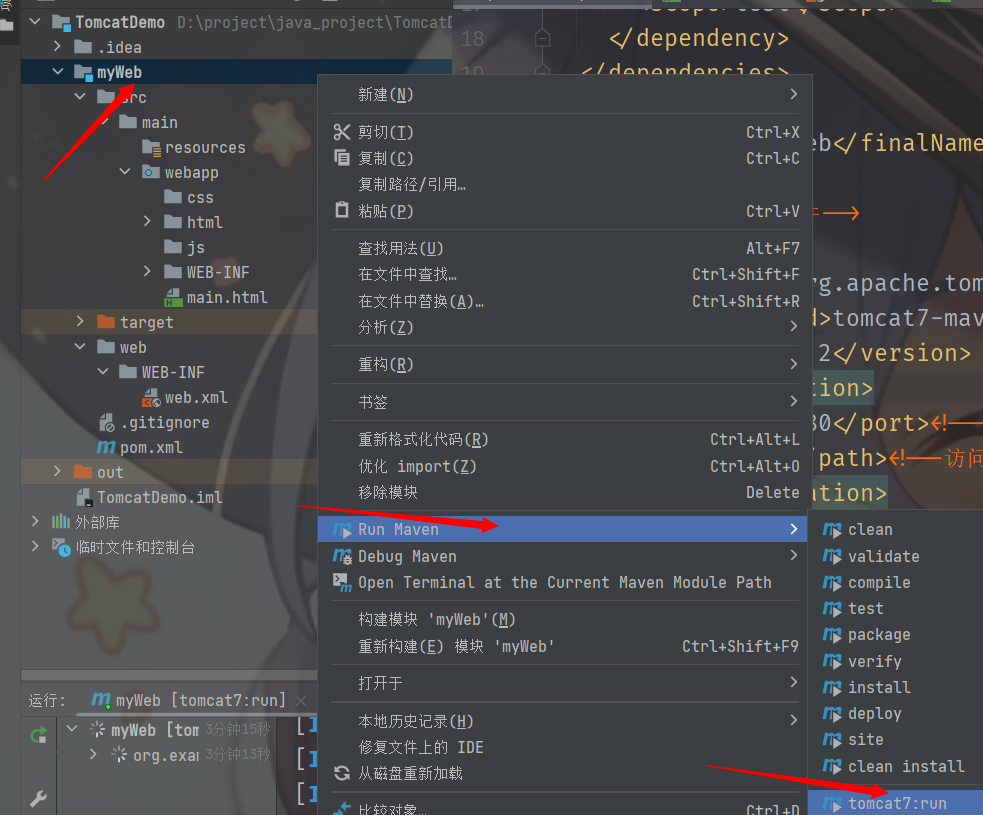 TomcatDemo D:\project\java_project\Tomcat
.idea
myWeb
src
main
resources
webapp
css
html
js
WEB-INF
main.html
target
web
WEB-INF
web.xml
.gitignore
pom.xml
out
TomcatDemo.iml
外部库
临时文件和控制台
18 </dependency>
19 </dependencies>
eb</finalName
-->
rg.apache.tom
d>tomcat7-mav
2</version>
tion>
30</port><!--
/path><!--访问
ation>
新建(N)
剪切(T) Ctrl+X
复制(C) Ctrl+C
复制路径/引用…
粘贴(P) Ctrl+V
查找用法(U) Alt+F7
在文件中查找… Ctrl+Shift+F
在文件中替换(A)… Ctrl+Shift+R
分析(Z)
重构(R)
书签
重新格式化代码(R) Ctrl+Alt+L
优化 import(Z) Ctrl+Alt+O
移除模块 Delete
Run Maven
Debug Maven
Open Terminal at the Current Maven Module Path
构建模块 'myWeb'(M)
重新构建(E) 模块 'myWeb' Ctrl+Shift+F9
打开于
本地历史记录(H)
修复文件上的 IDE
从磁盘重新加载
比较对象… Ctrl+D
clean
validate
compile
test
package
verify
install
deploy
site
clean install
tomcat7:run
运行: myWeb [tomcat7:run]
myWeb [tom 3分钟15秒
org.exar 3分钟13秒
[I
[I
[I